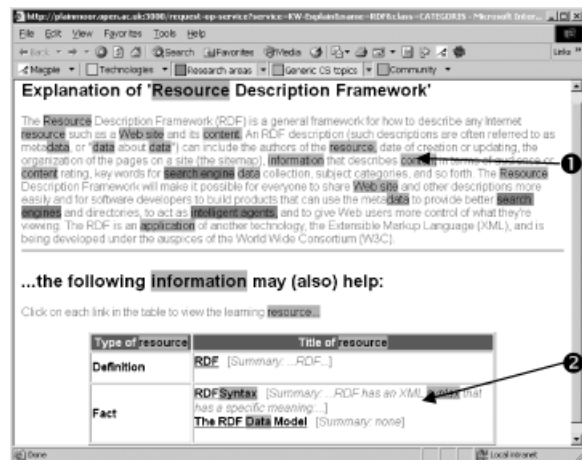 http://plainmoor.open.ac.uk:3000/request-op-service?service=KW-Explain&name=RDF&class=CATEGORIS - Microsoft Inter...
File Edit View Favorites Tools Help
Back Search Favorites Media Links
Magpie Technologies Research areas Generic CS topics Community
Explanation of 'Resource Description Framework'
The Resource Description Framework (RDF) is a general framework for how to describe any Internet
resource such as a Web site and its content. An RDF description (such descriptions are often referred to as
metadata, or "data about data") can include the authors of the resource, date of creation or updating, the
organization of the pages on a site (the sitemap), information that describes content in terms of audience or
content rating, key words for search engine data collection, subject categories, and so forth. The Resource
Description Framework will make it possible for everyone to share Web site and other descriptions more
easily and for software developers to build products that can use the metadata to provide better search
engines and directories, to act as intelligent agents, and to give Web users more control of what they're
viewing. The RDF is an application of another technology, the Extensible Markup Language (XML), and is
being developed under the auspices of the World Wide Consortium (W3C).
1
...the following information may (also) help:
Click on each link in the table to view the learning resource...
Type of resource Title of resource
Definition RDF [Summary: ...RDF...]
2
Fact RDF Syntax [Summary: ...RDF has an XML syntax that
has a specific meaning:...]
The RDF Data Model [Summary: none]
Done Local intranet